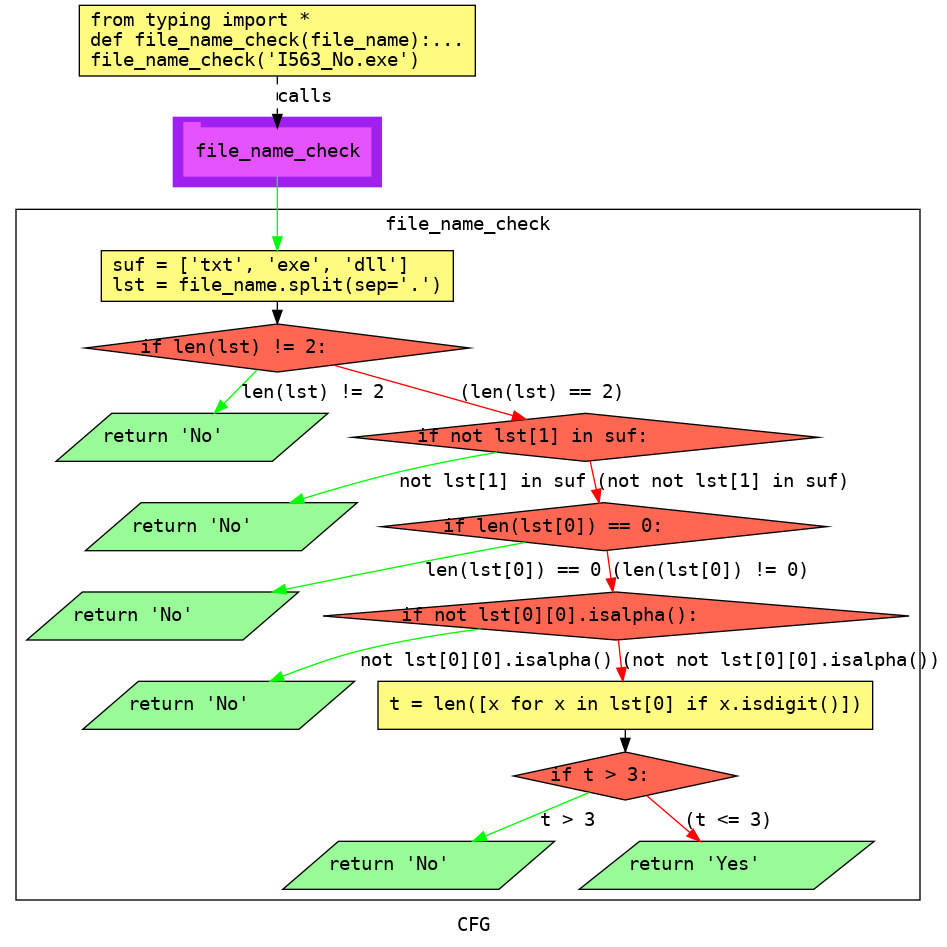 from typing import *
def file_name_check(file_name):...
file_name_check('I563_No.exe')
calls
file_name_check
file_name_check
suf = ['txt', 'exe', 'dll']
lst = file_name.split(sep='.')
if len(lst) != 2:
len(lst) != 2
(len(lst) == 2)
return 'No'
if not lst[1] in suf:
not lst[1] in suf
(not not lst[1] in suf)
return 'No'
if len(lst[0]) == 0:
len(lst[0]) == 0
(len(lst[0]) != 0)
return 'No'
if not lst[0][0].isalpha():
not lst[0][0].isalpha()
(not not lst[0][0].isalpha())
return 'No'
t = len([x for x in lst[0] if x.isdigit()])
if t > 3:
t > 3
(t <= 3)
return 'No'
return 'Yes'
CFG